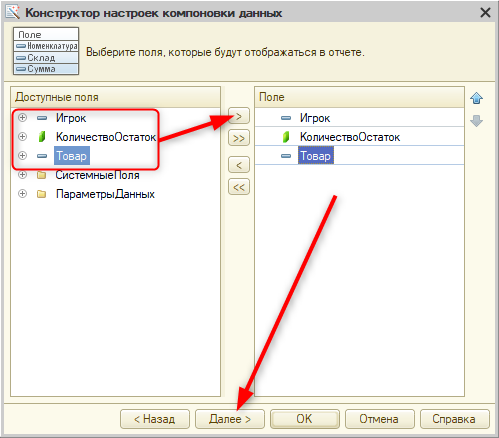 Конструктор настроек компоновки данных
Поле
Номенклатура
Склад
Сумма
Выберите поля, которые будут отображаться в отчете.
Доступные поля
Игрок
КоличествоОстаток
Товар
СистемныеПоля
ПараметрыДанных
>
>>
<
<<
Поле
Игрок
КоличествоОстаток
Товар
< Назад
Далее >
OK
Отмена
Справка